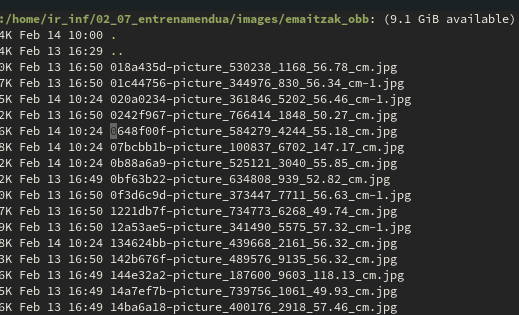 :/home/ir_inf/02_07_entrenamendua/images/emaitzak_obb: (9.1 GiB available)
4K Feb 14 10:00 .
4K Feb 13 16:29 ..
0K Feb 13 16:50 018a435d-picture_530238_1168_56.78_cm.jpg
7K Feb 13 16:50 01c44756-picture_344976_830_56.34_cm-1.jpg
5K Feb 14 10:24 020a0234-picture_361846_5202_56.46_cm-1.jpg
2K Feb 13 16:50 0242f967-picture_766414_1848_50.27_cm.jpg
6K Feb 14 10:24 0648f00f-picture_584279_4244_55.18_cm.jpg
8K Feb 14 10:24 07bcbb1b-picture_100837_6702_147.17_cm.jpg
2K Feb 14 10:24 0b88a6a9-picture_525121_3040_55.85_cm.jpg
2K Feb 13 16:49 0bf63b22-picture_634808_939_52.82_cm.jpg
0K Feb 13 16:50 0f3d6c9d-picture_373447_7711_56.63_cm-1.jpg
7K Feb 13 16:50 1221db7f-picture_734773_6268_49.74_cm.jpg
9K Feb 13 16:50 12a53ae5-picture_341490_5575_57.32_cm-1.jpg
8K Feb 14 10:24 134624bb-picture_439668_2161_56.32_cm.jpg
3K Feb 13 16:50 142b676f-picture_489576_9135_56.32_cm.jpg
6K Feb 13 16:49 144e32a2-picture_187600_9603_118.13_cm.jpg
5K Feb 13 16:50 14a7ef7b-picture_739756_1061_49.93_cm.jpg
6K Feb 13 16:49 14ba6a18-picture_400176_2918_57.46_cm.jpg